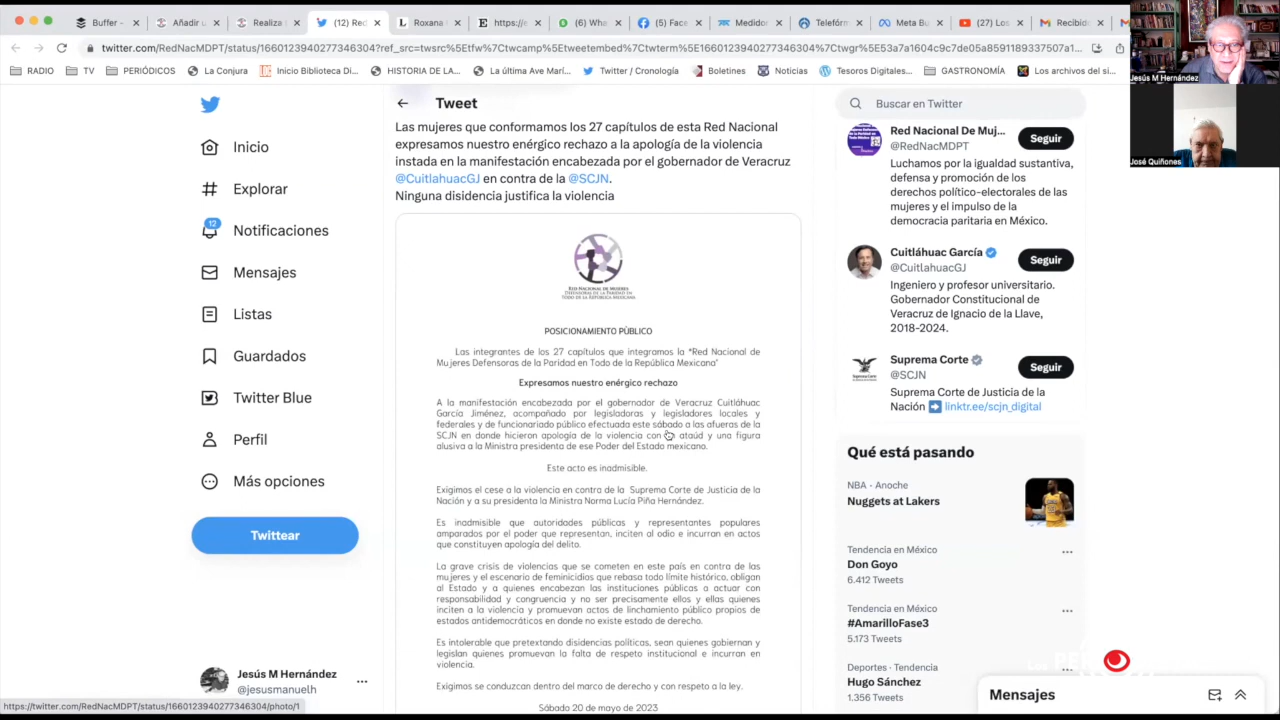 Buffer -
Añadir u
Realiza l
(12) Red
Roxana
https://e
(6) Wha
(5) Face
Medidor
Teléform
Meta Bu
(27) Los
Recibid
twitter.com/RedNacMDPT/status/1660123940277346304?ref_src=twsrc%5Etfw%7Ctwcamp%5Etweetembed%7Ctwterm%5E1660123940277346304%7Ctwgr%5E53a7a1604c9c7de05a8591189337507a1...
RADIO
TV
PERIÓDICOS
La Conjura
Inicio Biblioteca Di...
HISTORIA DE LA...
La última Ave Marí...
Twitter / Cronología
Boletines
Noticias
Tesoros Digitales...
GASTRONOMÍA
Los archivos del si...
Jesús M Hernández
José Quiñones
Inicio
Explorar
12
Notificaciones
Mensajes
Listas
Guardados
Twitter Blue
Perfil
Más opciones
Twittear
Jesús M Hernández
@jesusmanuelh
https://twitter.com/RedNacMDPT/status/1660123940277346304/photo/1
Tweet
Las mujeres que conformamos los 27 capítulos de esta Red Nacional
expresamos nuestro enérgico rechazo a la apología de la violencia
instada en la manifestación encabezada por el gobernador de Veracruz
@CuitlahuacGJ en contra de la @SCJN.
Ninguna disidencia justifica la violencia
RED NACIONAL DE MUJERES
DEFENSORAS DE LA PARIDAD EN
TODO DE LA REPÚBLICA MEXICANA
POSICIONAMIENTO PÚBLICO
Las integrantes de los 27 capítulos que integramos la "Red Nacional de
Mujeres Defensoras de la Paridad en Todo de la República Mexicana"
Expresamos nuestro enérgico rechazo
A la manifestación encabezada por el gobernador de Veracruz Cuitláhuac
García Jiménez, acompañado por legisladoras y legisladores locales y
federales y de funcionariado público efectuada este sábado a las afueras de la
SCJN en donde hicieron apología de la violencia con ataúd y una figura
alusiva a la Ministra presidenta de ese Poder del Estado mexicano.
Este acto es inadmisible.
Exigimos el cese a la violencia en contra de la Suprema Corte de Justicia de la
Nación y a su presidenta la Ministra Norma Lucía Piña Hernández.
Es inadmisible que autoridades públicas y representantes populares
amparados por el poder que representan, inciten al odio e incurran en actos
que constituyen apología del delito.
La grave crisis de violencias que se cometen en este país en contra de las
mujeres y el escenario de feminicidios que rebasa todo límite histórico, obligan
al Estado y a quienes encabezan las instituciones públicas a actuar con
responsabilidad y congruencia y no ser precisamente ellos y ellas quienes
inciten a la violencia y promuevan actos de linchamiento público propios de
estados antidemocráticos en donde no existe estado de derecho.
Es intolerable que pretextando disidencias políticas, sean quienes gobiernan y
legislan quienes promuevan la falta de respeto institucional e incurran en
violencia.
Exigimos se conduzcan dentro del marco de derecho y con respeto a la ley.
Sábado 20 de mayo de 2023
Buscar en Twitter
Red Nacional De Muj...
@RedNacMDPT
Seguir
Luchamos por la igualdad sustantiva,
defensa y promoción de los
derechos político-electorales de las
mujeres y el impulso de la
democracia paritaria en México.
Cuitláhuac García
@CuitlahuacGJ
Seguir
Ingeniero y profesor universitario.
Gobernador Constitucional de
Veracruz de Ignacio de la Llave,
2018-2024.
Suprema Corte
@SCJN
Seguir
Suprema Corte de Justicia de la
Nación linktr.ee/scjn_digital
Qué está pasando
NBA · Anoche
Nuggets at Lakers
Tendencia en México
Don Goyo
6.412 Tweets
Tendencia en México
#AmarilloFase3
5.173 Tweets
Deportes · Tendencia
Hugo Sánchez
1.356 Tweets
Mensajes